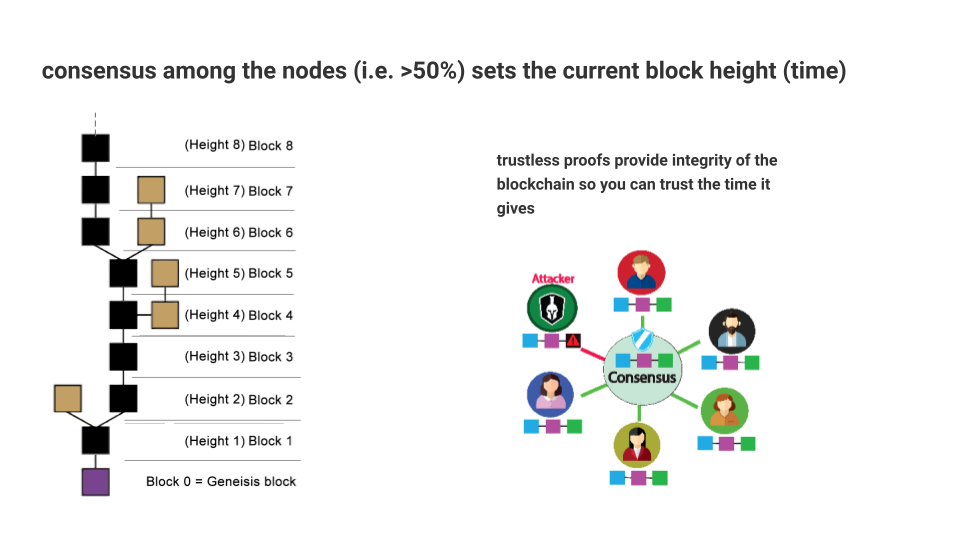 consensus among the nodes (i.e. >50%) sets the current block height (time)
(Height 8) Block 8
(Height 7) Block 7
(Height 6) Block 6
(Height 5) Block 5
(Height 4) Block 4
(Height 3) Block 3
(Height 2) Block 2
(Height 1) Block 1
Block 0 = Geneisis block
trustless proofs provide integrity of the
blockchain so you can trust the time it
gives
Attacker
Consensus